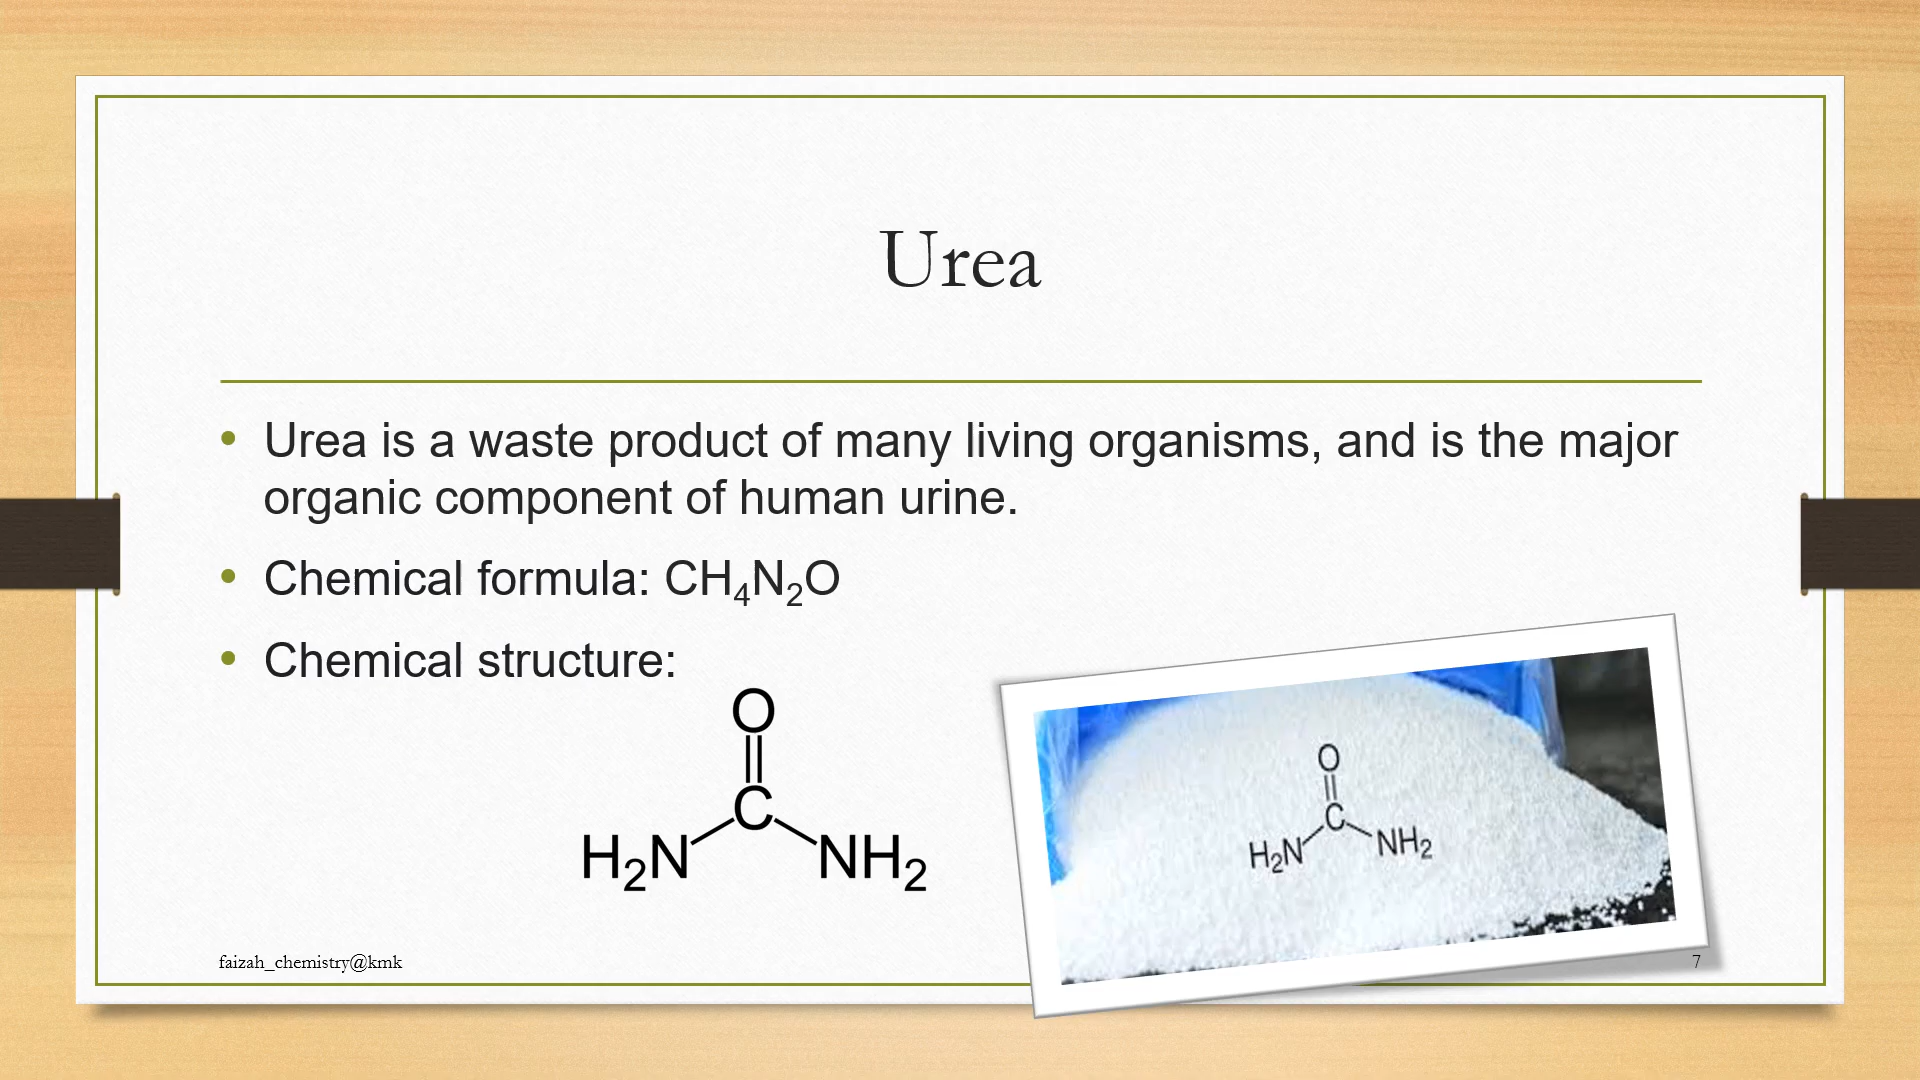 Urea
• Urea is a waste product of many living organisms, and is the major
organic component of human urine.
• Chemical formula: CH₄N₂O
• Chemical structure:
O
C
H₂N NH₂
O
C
H₂N NH₂
faizah_chemistry@kmk
7